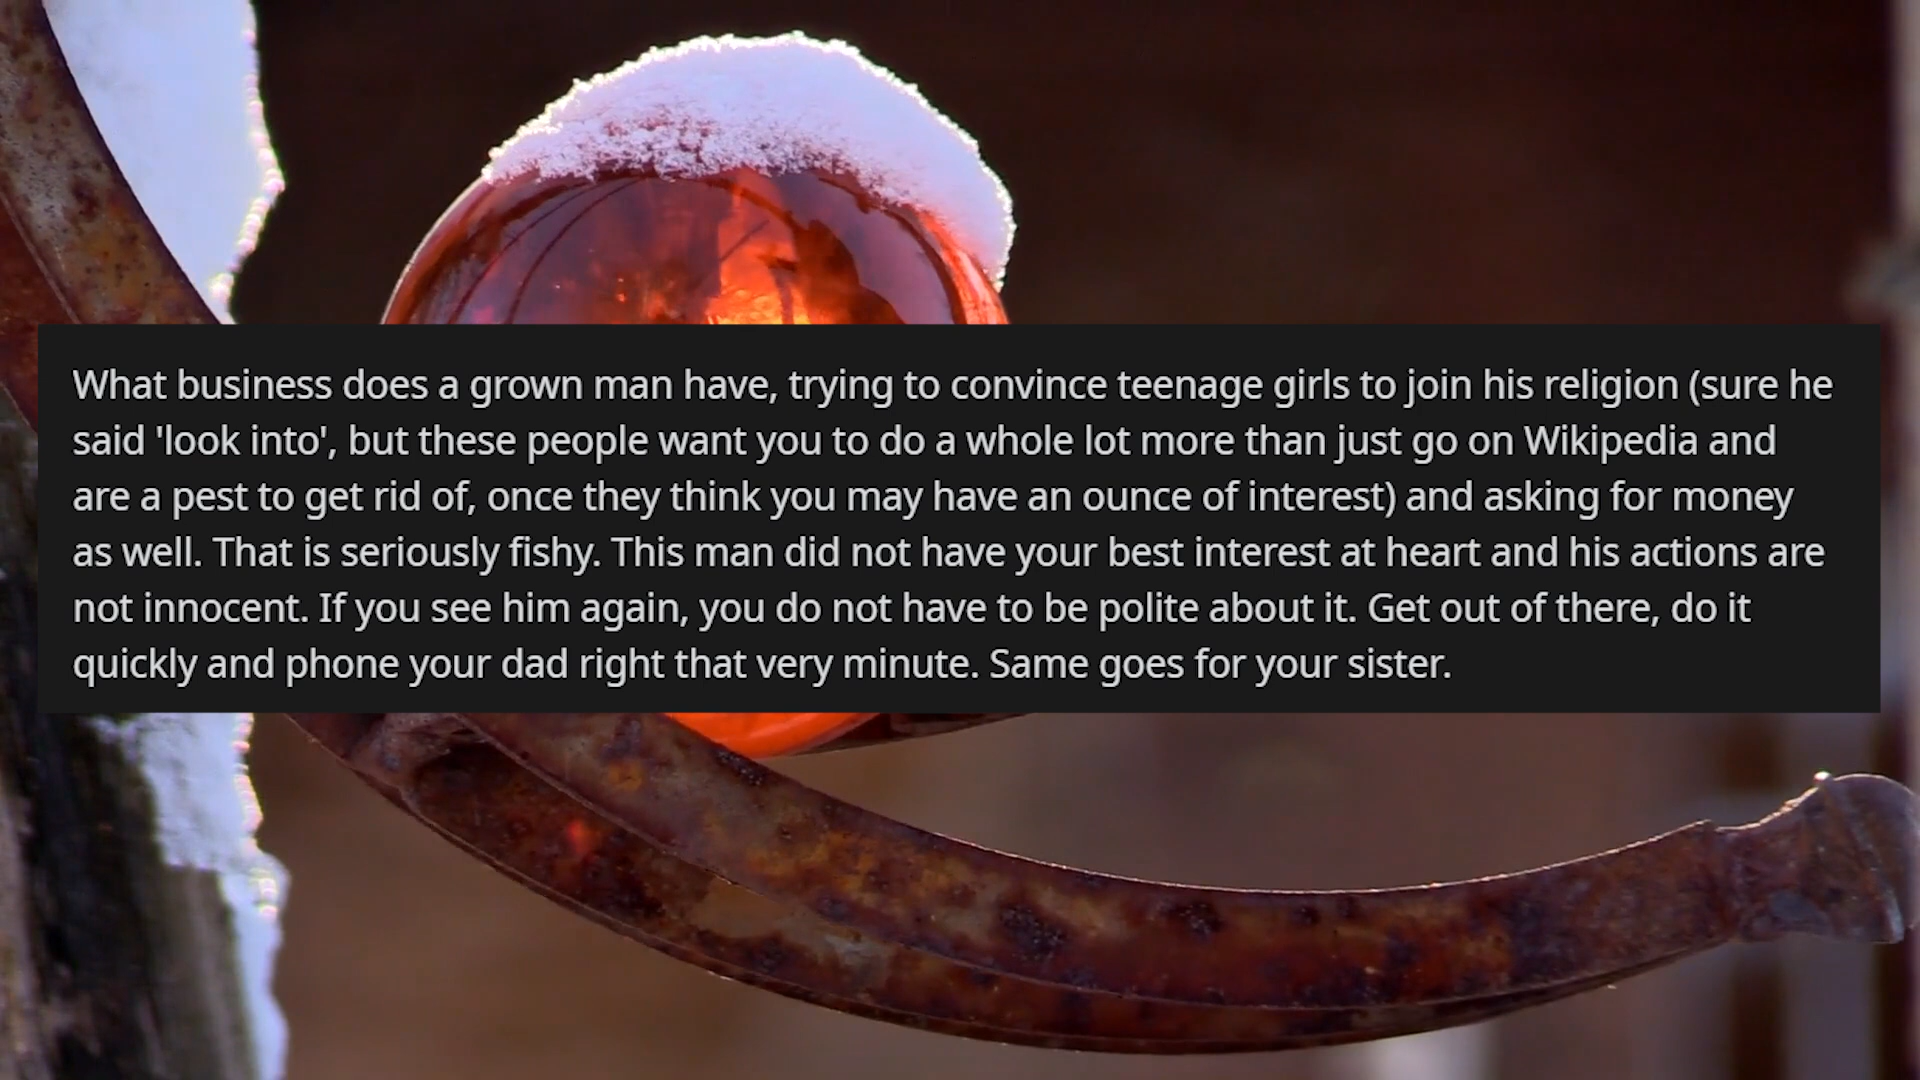 What business does a grown man have, trying to convince teenage girls to join his religion (sure he
said 'look into', but these people want you to do a whole lot more than just go on Wikipedia and
are a pest to get rid of, once they think you may have an ounce of interest) and asking for money
as well. That is seriously fishy. This man did not have your best interest at heart and his actions are
not innocent. If you see him again, you do not have to be polite about it. Get out of there, do it
quickly and phone your dad right that very minute. Same goes for your sister.